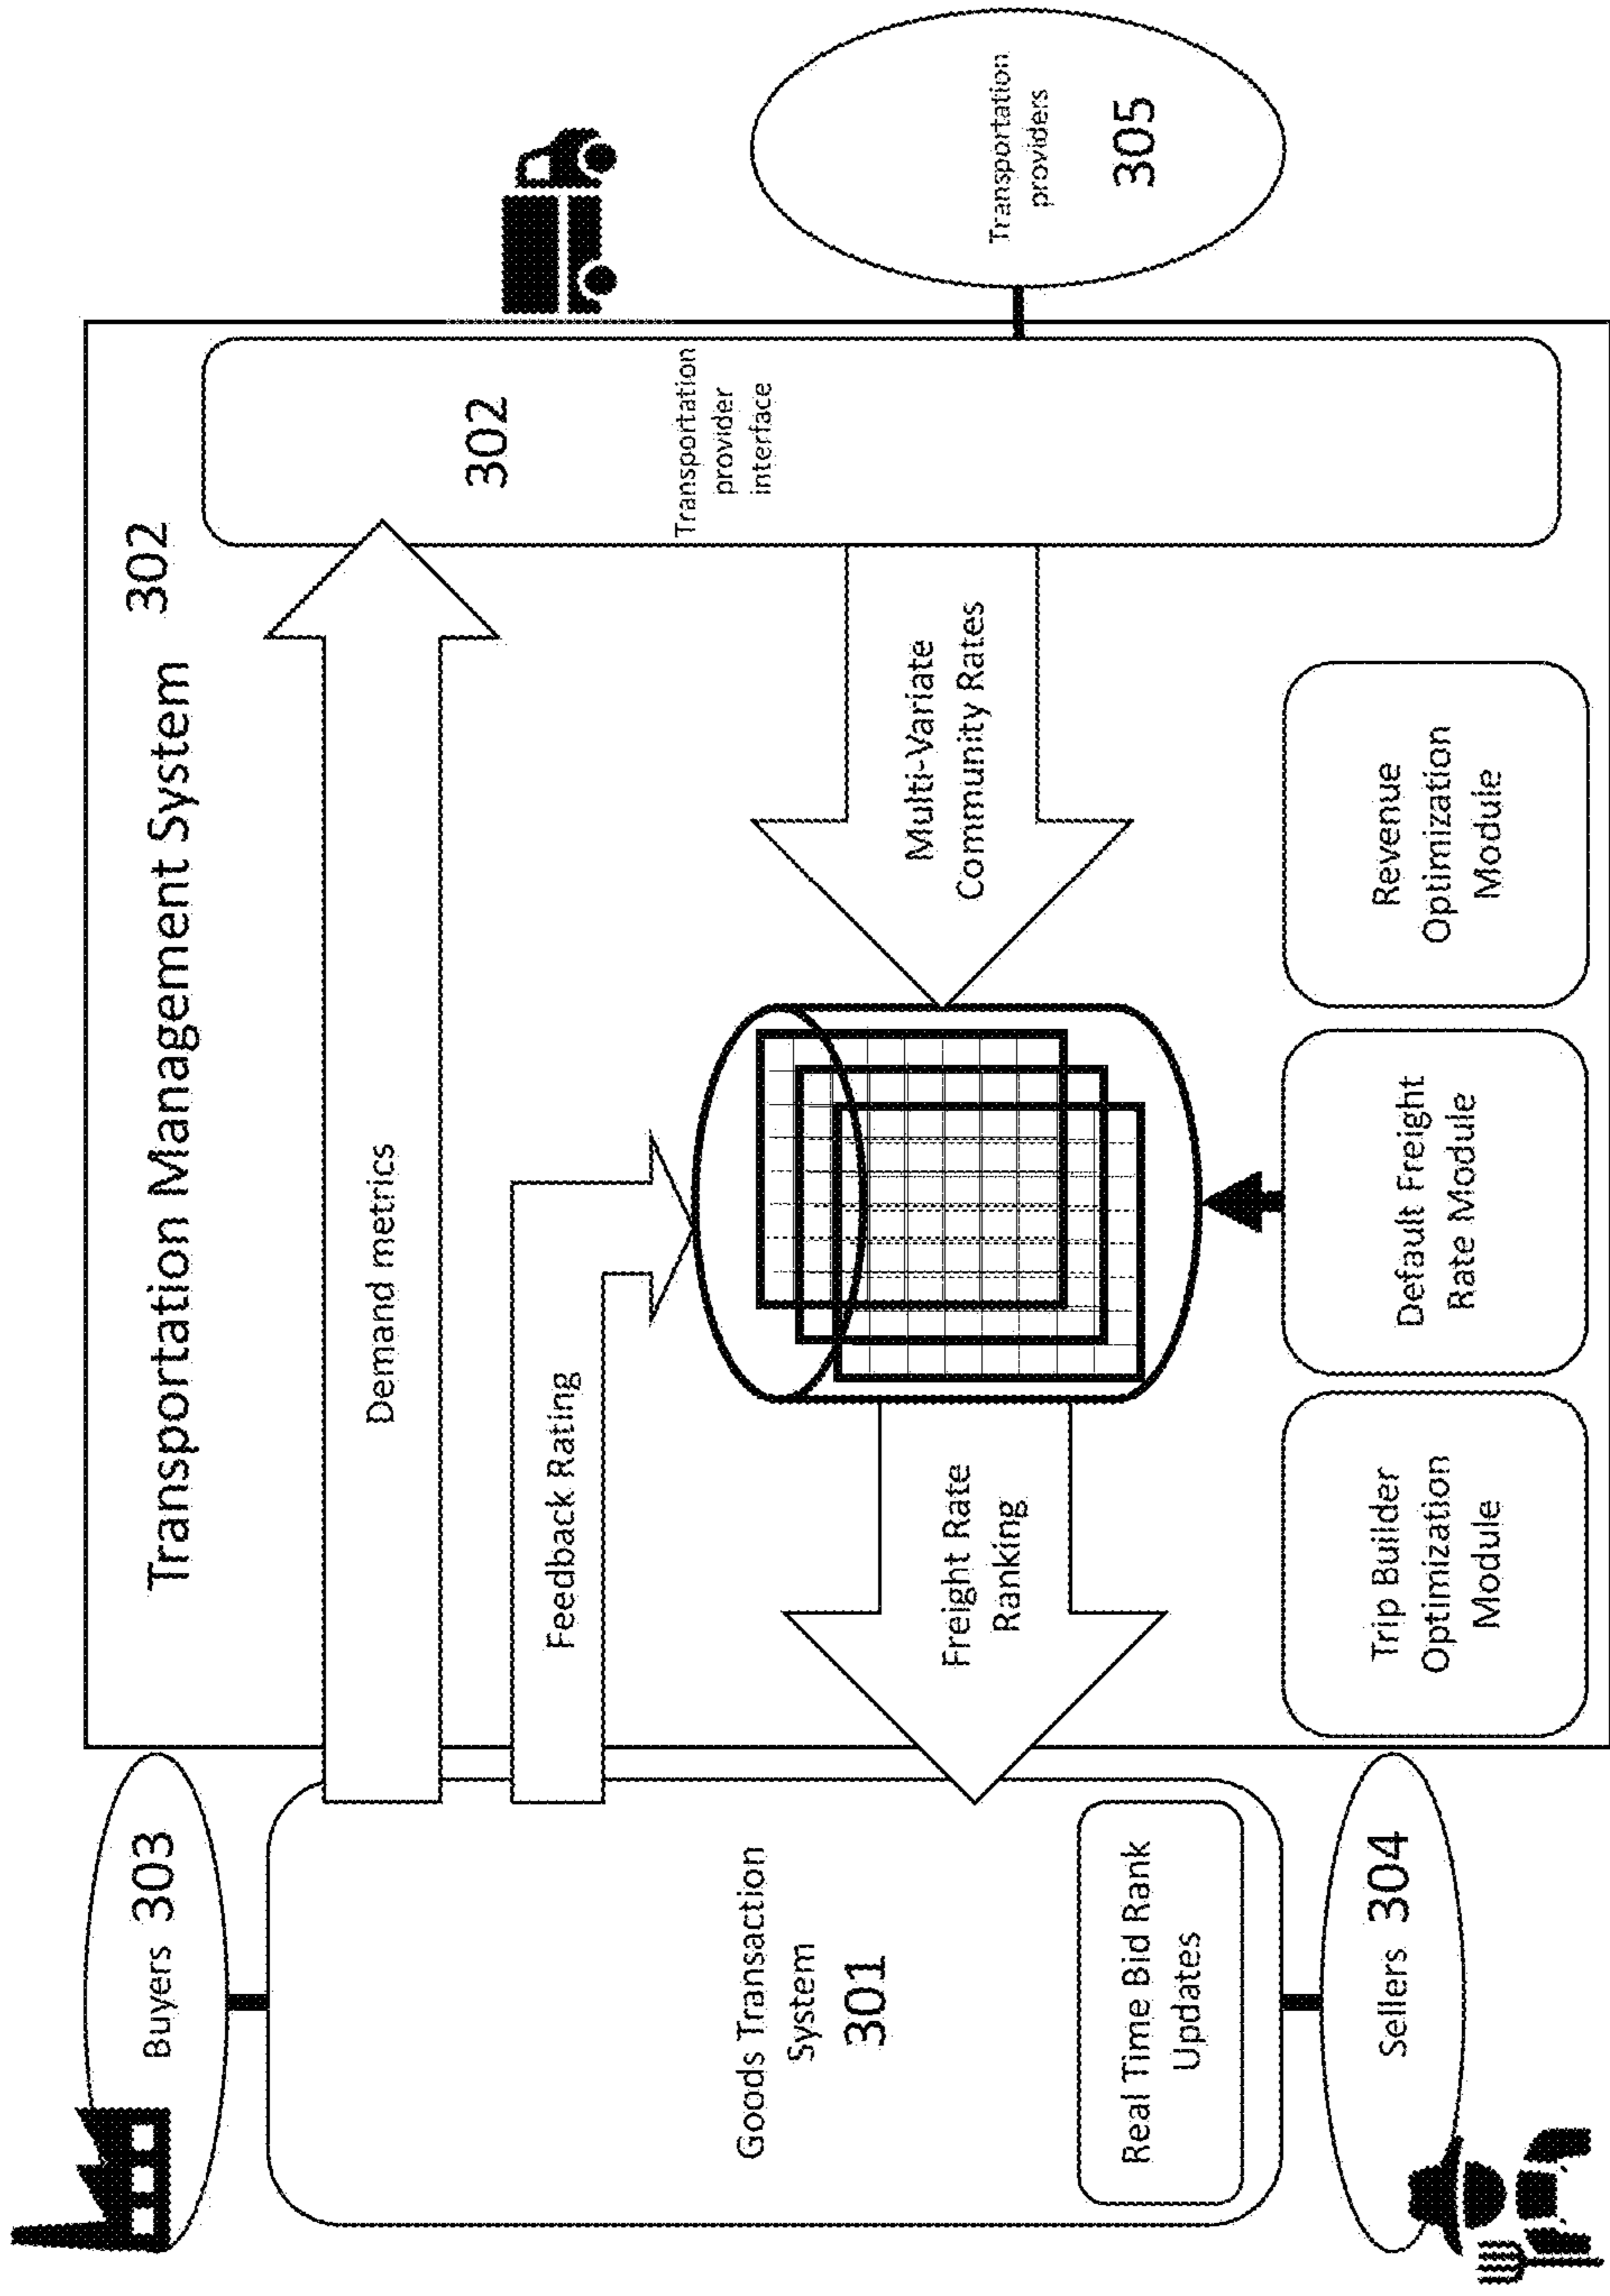 Transportation Management System 302
Buyers 303
Demand metrics
302
Transportation
provider
interface
Feedback Rating
Goods Transaction
System
301
Freight Rate
Ranking
Multi-Variate
Community Rates
Transportation
providers
305
Real Time Bid Rank
Updates
Trip Builder
Optimization
Module
Default Freight
Rate Module
Revenue
Optimization
Module
Sellers 304